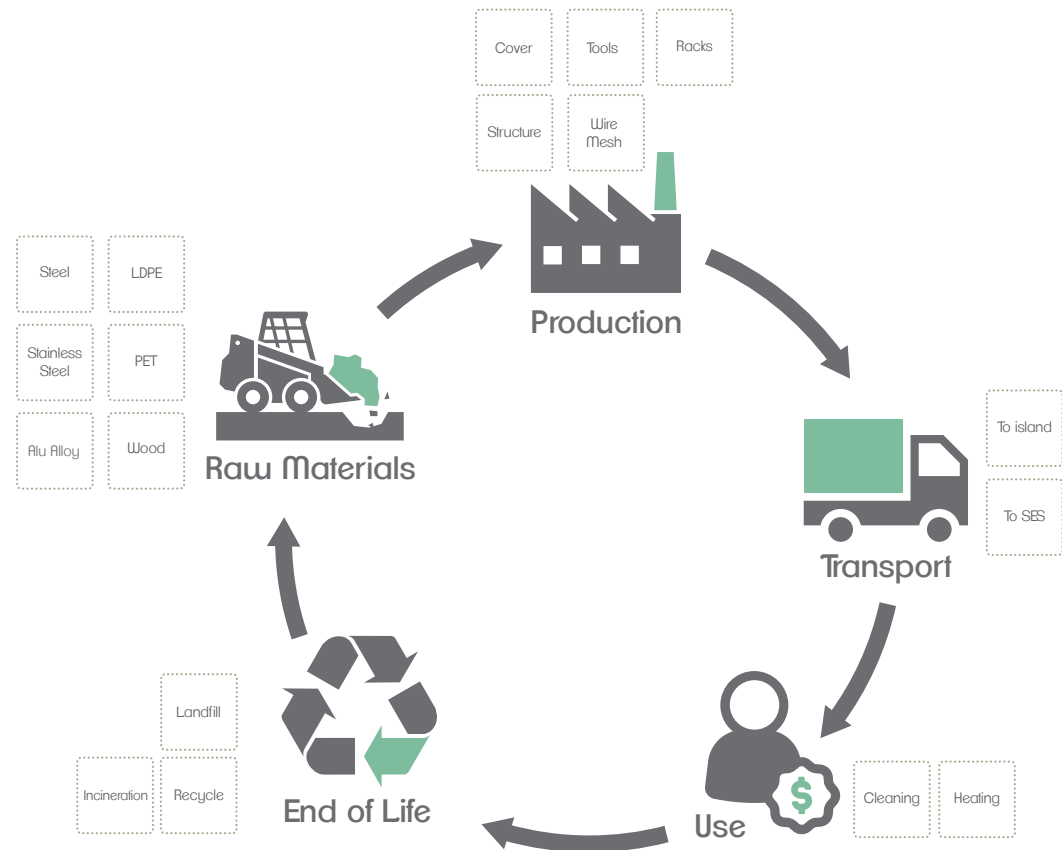 Cover
Tools
Racks
Structure
Wire
Mesh
Production
Steel
LDPE
Stainless
Steel
PET
Alu Alloy
Wood
Raw Materials
To island
To SES
Transport
Landfill
Incineration
Recycle
End of Life
$
Use
Cleaning
Heating